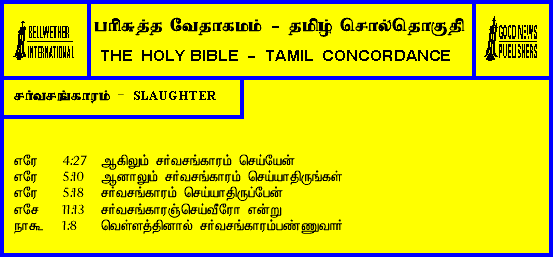 BELLWETHER
INTERNATIONAL
பரிசுத்த வேதாகமம் - தமிழ் சொல்தொகுதி
THE HOLY BIBLE - TAMIL CONCORDANCE
GOOD NEWS
PUBLISHERS
சர்வசங்காரம் - SLAUGHTER
எரே 4:27 ஆகிலும் சர்வசங்காரம் செய்யேன்
எரே 5:10 ஆனாலும் சர்வசங்காரம் செய்யாதிருங்கள்
எரே 5:18 சர்வசங்காரம் செய்யாதிருப்பேன்
எசே 11:13 சர்வசங்காரஞ்செய்வீரோ என்று
நாகூ 1:8 வெள்ளத்தினால் சர்வசங்காரம்பண்ணுவார்